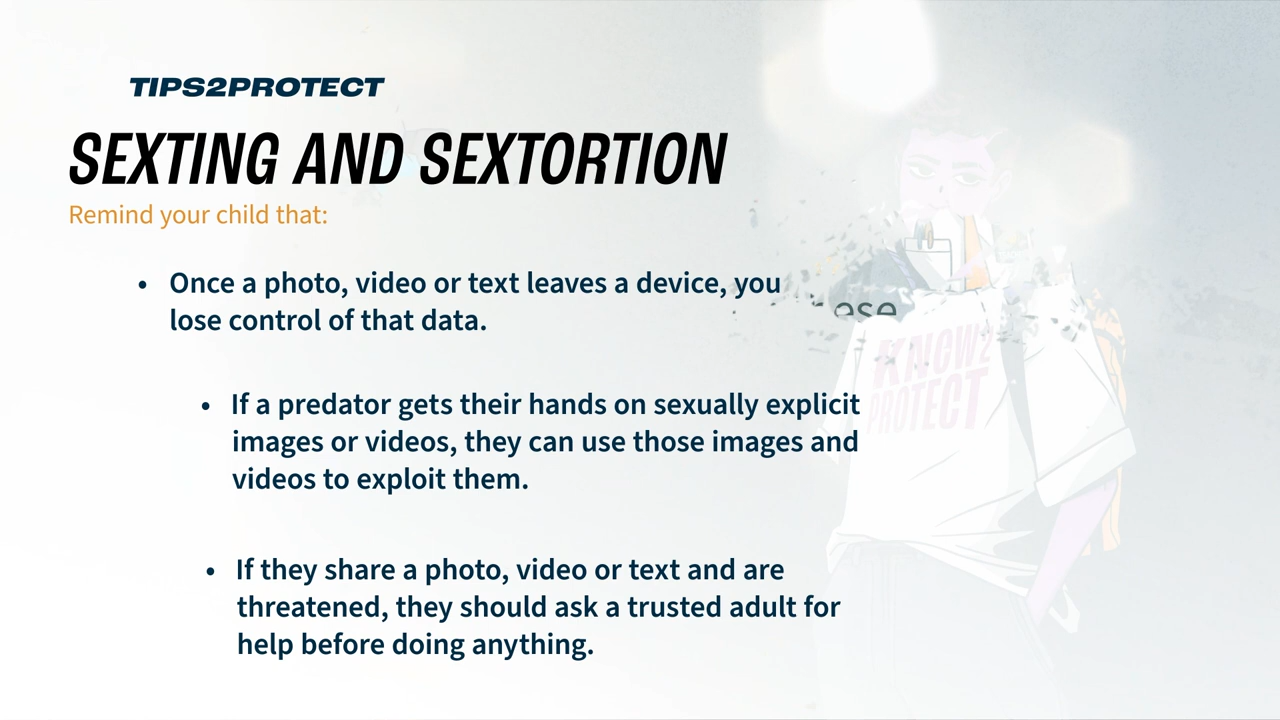 TIPS2PROTECT
SEXTING AND SEXTORTION
Remind your child that:
• Once a photo, video or text leaves a device, you
lose control of that data.
• If a predator gets their hands on sexually explicit
images or videos, they can use those images and
videos to exploit them.
• If they share a photo, video or text and are
threatened, they should ask a trusted adult for
help before doing anything.
KNOW2
PROTECT